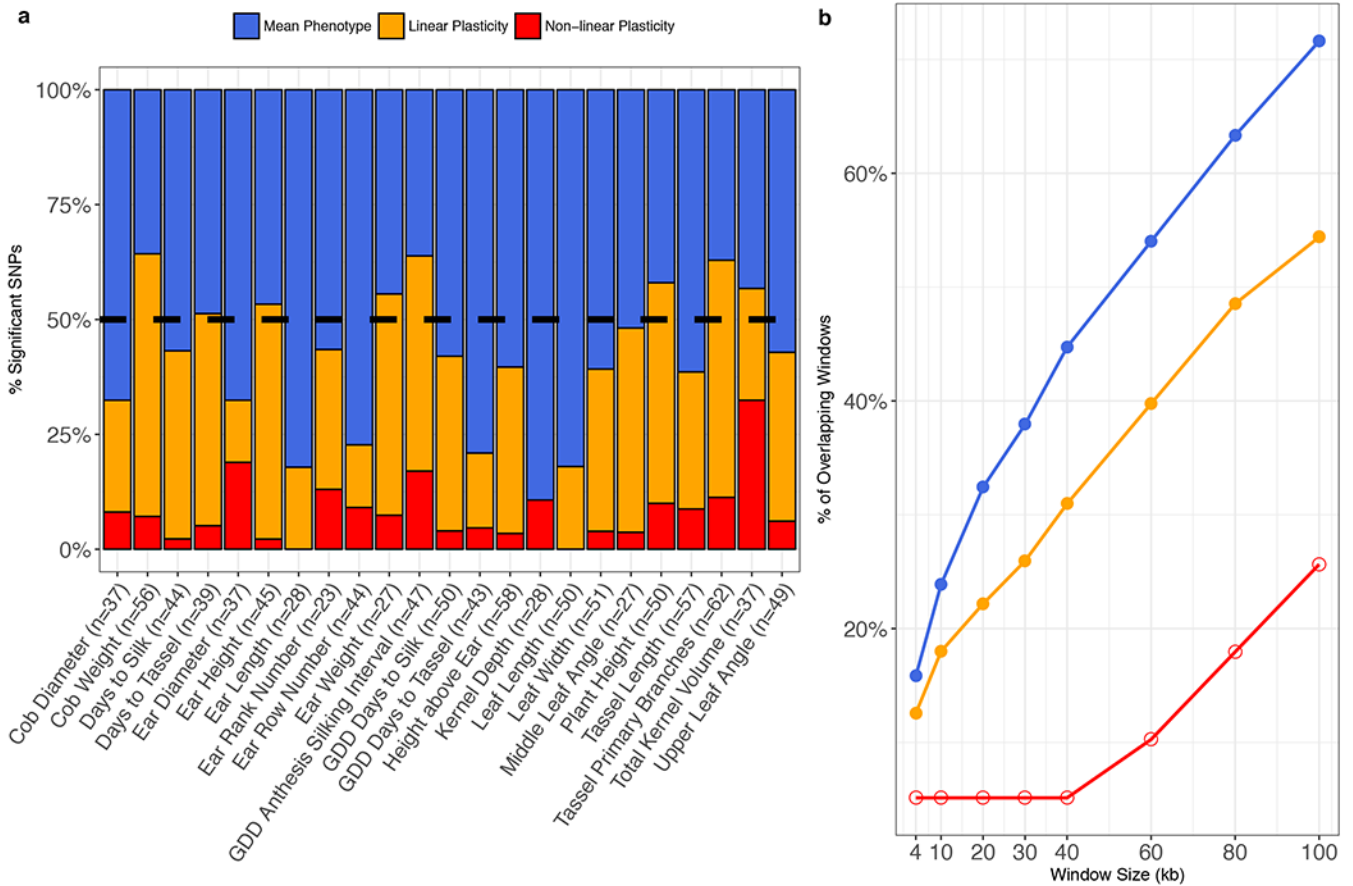 a
Mean Phenotype Linear Plasticity Non-linear Plasticity
100%
75%
50%
25%
0%
% Significant SNPs
Cob Diameter (n=37)
Cob Weight (n=56)
Days to Silk (n=44)
Days to Tassel (n=39)
Ear Diameter (n=37)
Ear Height (n=45)
Ear Length (n=28)
Ear Rank Number (n=23)
Ear Row Number (n=44)
Ear Weight (n=27)
GDD Anthesis Silking Interval (n=47)
GDD Days to Silk (n=50)
GDD Days to Tassel (n=43)
Height above Ear (n=58)
Kernel Depth (n=28)
Leaf Length (n=50)
Leaf Width (n=51)
Middle Leaf Angle (n=27)
Plant Height (n=50)
Tassel Length (n=57)
Tassel Primary Branches (n=62)
Total Kernel Volume (n=37)
Upper Leaf Angle (n=49)
b
60%
40%
20%
% of Overlapping Windows
4 10 20 30 40 60 80 100
Window Size (kb)